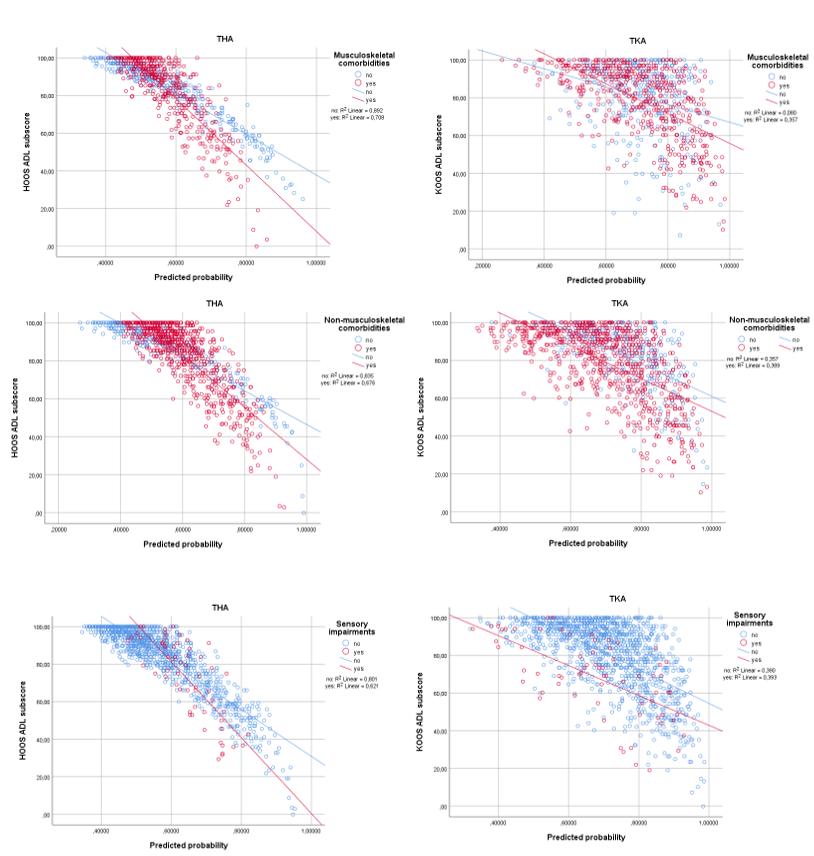 THA
HOOS ADL subscore
100,00
80,00
60,00
40,00
20,00
,00
,40000
,60000
,80000
1,00000
Predicted probability
Musculoskeletal
comorbidities
no
yes
no
yes
no: R² Linear = 0,892
yes: R² Linear = 0,708
TKA
KOOS ADL subscore
100,00
80,00
60,00
40,00
20,00
,00
,20000
,40000
,60000
,80000
1,00000
Predicted probability
Musculoskeletal
comorbidities
no
yes
no
yes
yes: R² Linear = 0,357
THA
HOOS ADL subscore
100,00
80,00
60,00
40,00
20,00
,00
,20000
,40000
,60000
,80000
1,00000
Predicted probability
Non-musculoskeletal
comorbidities
no
yes
no
yes
yes: R² Linear = 0,676
TKA
KOOS ADL subscore
100,00
80,00
60,00
40,00
20,00
,00
,40000
,60000
,80000
1,00000
Predicted probability
Non-musculoskeletal
comorbidities
no no
yes yes
no: R² Linear = 0,357
yes: R² Linear = 0,389
THA
HOOS ADL subscore
100,00
80,00
60,00
40,00
20,00
,00
,40000
,60000
,80000
1,00000
Predicted probability
Sensory
impairments
no
yes
no
yes
no: R² Linear = 0,801
yes: R² Linear = 0,621
TKA
KOOS ADL subscore
100,00
80,00
60,00
40,00
20,00
,00
,40000
,60000
,80000
1,00000
Predicted probability
Sensory
impairments
no
yes
no
yes
no: R² Linear = 0,380
yes: R² Linear = 0,393